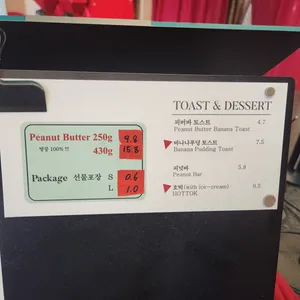 Peanut Butter 250g 9.8
땅콩 100%
430g 15.8
Package 선물포장 S 0.6
L 1.0
TOAST & DESSERT
피버바 토스트 4.7
Peanut Butter Banana Toast
바나나푸딩 토스트 7.5
Banana Pudding Toast
피넛바 5.8
Peanut Bar
호떡 (with ice-cream)
HOTTOK